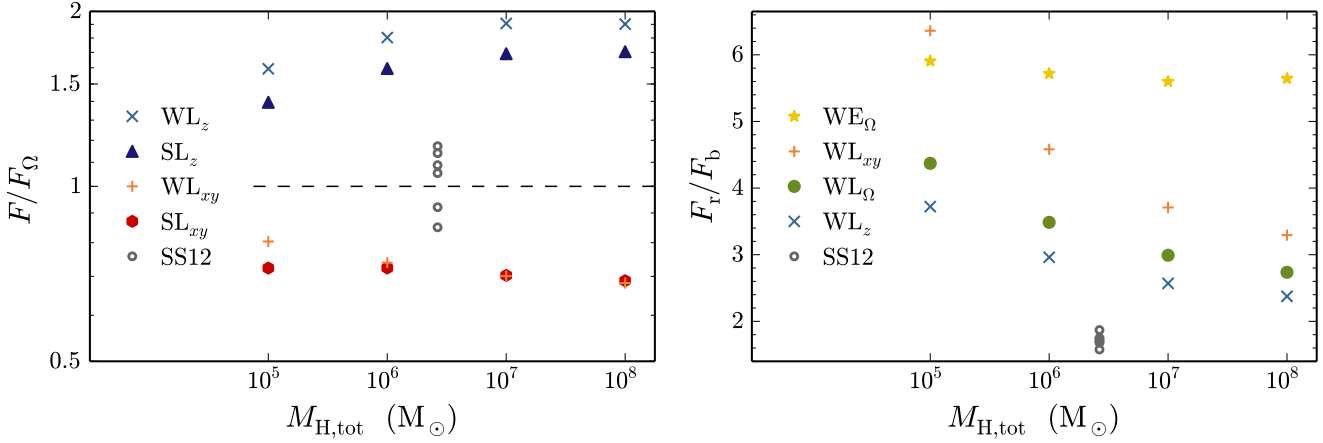 2
1.5
1
0.5
F/F_Ω
WL_z
SL_z
WL_xy
SL_xy
SS12
10^5 10^6 10^7 10^8
M_H,tot (M_⊙)
6
5
4
3
2
F_r/F_b
WE_Ω
WL_xy
WL_Ω
WL_z
SS12
10^5 10^6 10^7 10^8
M_H,tot (M_⊙)